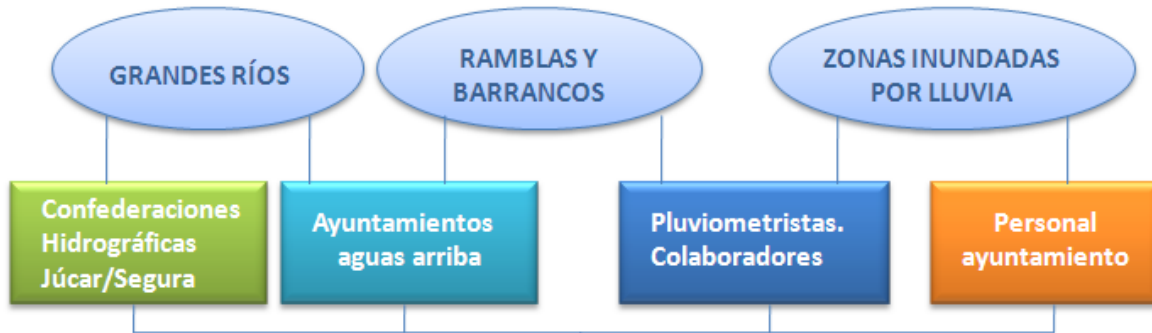 GRANDES RÍOS
RAMBLAS Y
BARRANCOS
ZONAS INUNDADAS
POR LLUVIA
Confederaciones
Hidrográficas
Júcar/Segura
Ayuntamientos
aguas arriba
Pluviometristas.
Colaboradores
Personal
ayuntamiento